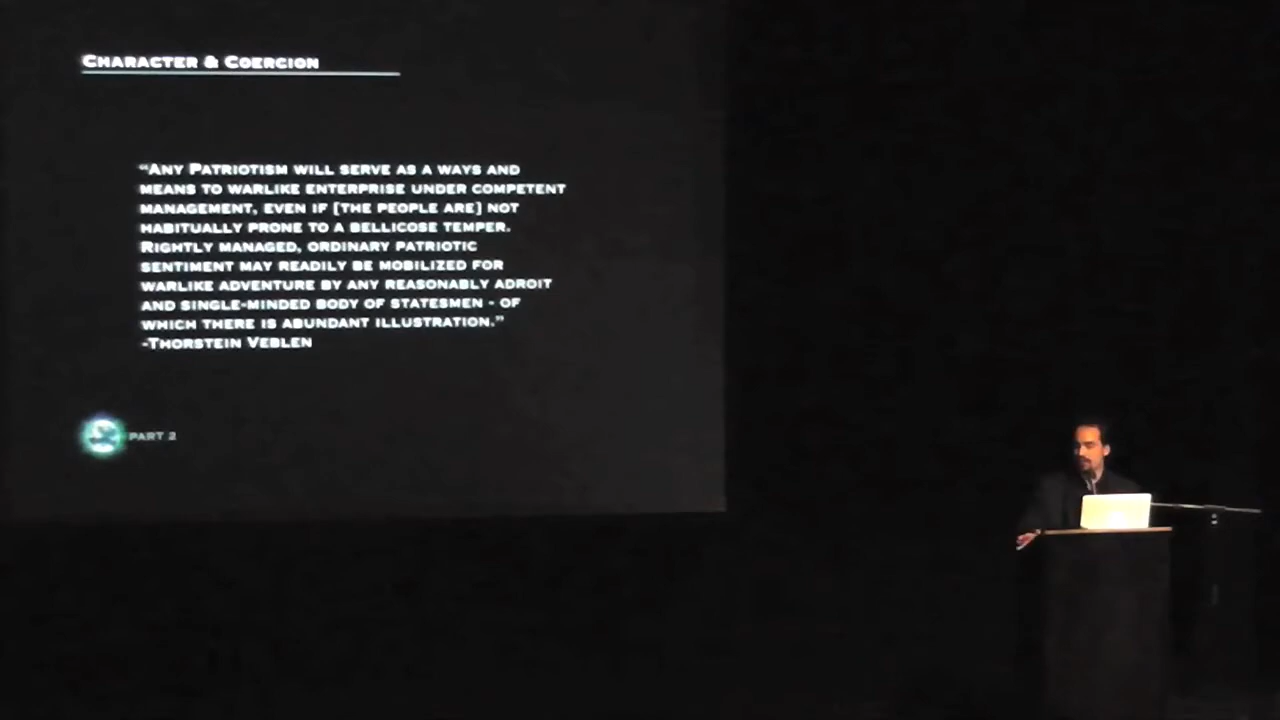 CHARACTER & COERCION
“ANY PATRIOTISM WILL SERVE AS A WAYS AND
MEANS TO WARLIKE ENTERPRISE UNDER COMPETENT
MANAGEMENT, EVEN IF [THE PEOPLE ARE] NOT
HABITUALLY PRONE TO A BELLICOSE TEMPER.
RIGHTLY MANAGED, ORDINARY PATRIOTIC
SENTIMENT MAY READILY BE MOBILIZED FOR
WARLIKE ADVENTURE BY ANY REASONABLY ADROIT
AND SINGLE-MINDED BODY OF STATESMEN - OF
WHICH THERE IS ABUNDANT ILLUSTRATION.”
-THORSTEIN VEBLEN
PART 2